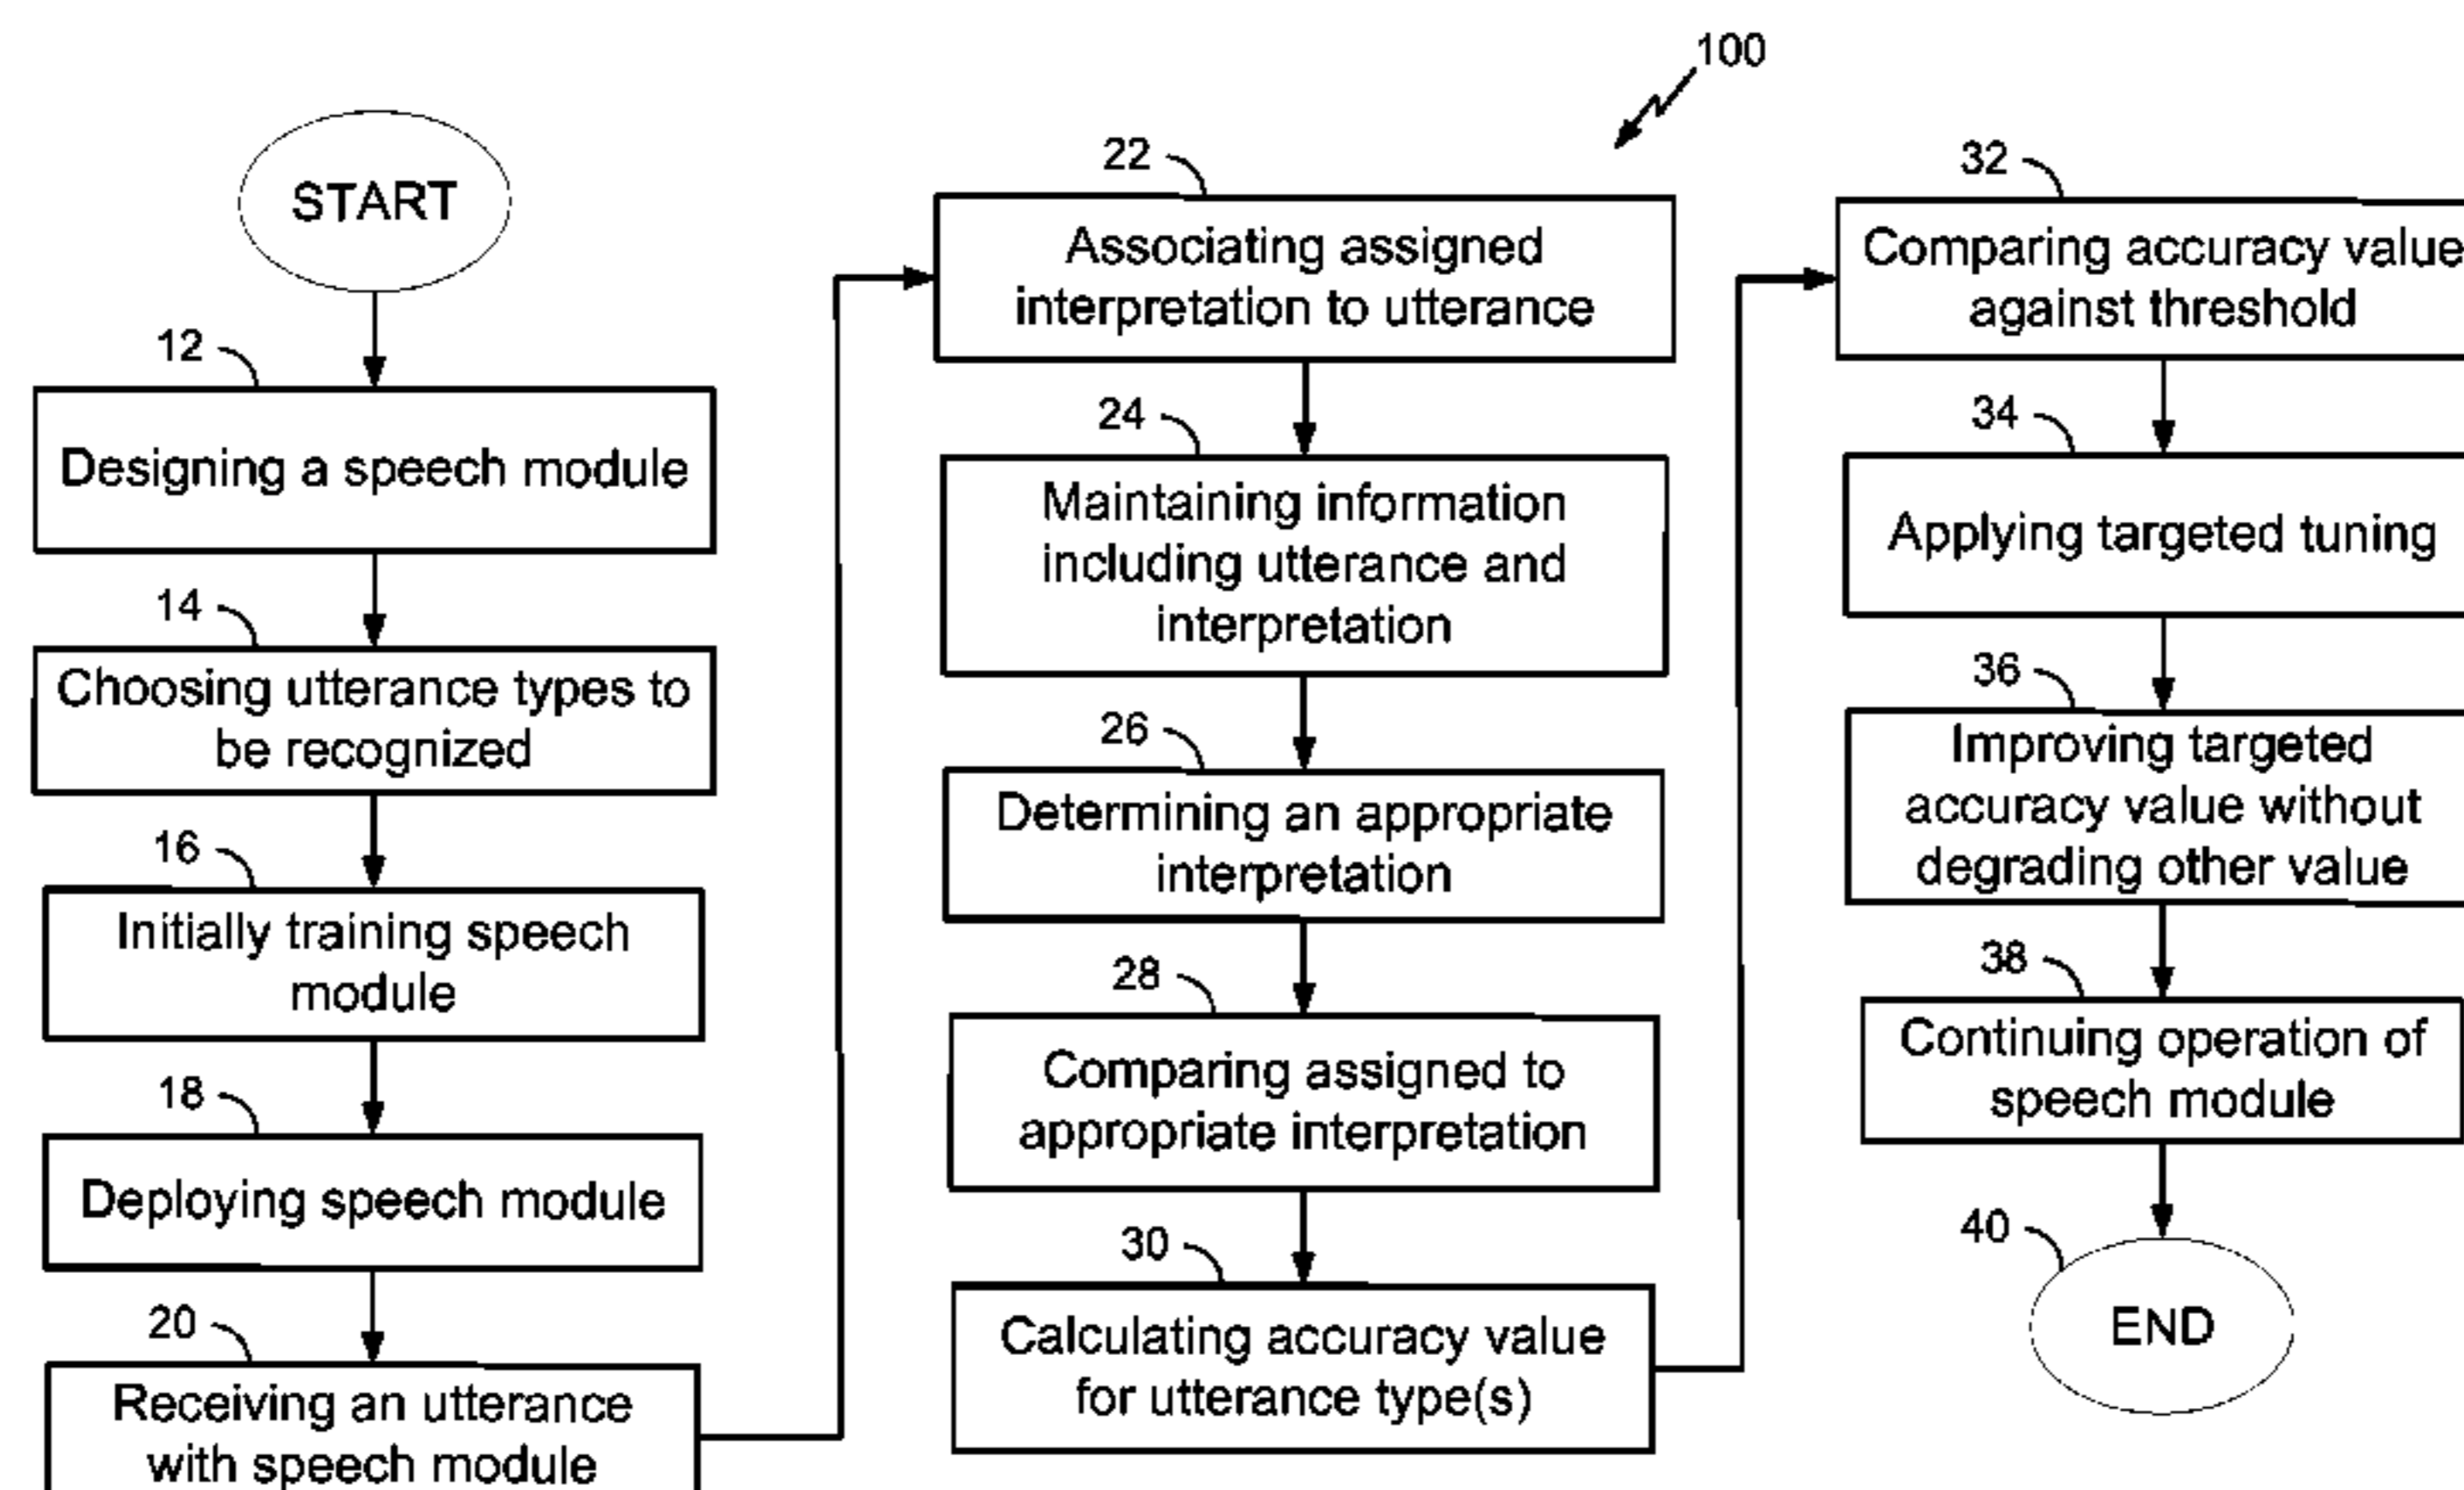 100
START
12
Designing a speech module
14
Choosing utterance types to
be recognized
16
Initially training speech
module
18
Deploying speech module
20
Receiving an utterance
with speech module
22
Associating assigned
interpretation to utterance
24
Maintaining information
including utterance and
interpretation
26
Determining an appropriate
interpretation
28
Comparing assigned to
appropriate interpretation
30
Calculating accuracy value
for utterance type(s)
32
Comparing accuracy value
against threshold
34
Applying targeted tuning
36
Improving targeted
accuracy value without
degrading other value
38
Continuing operation of
speech module
40
END